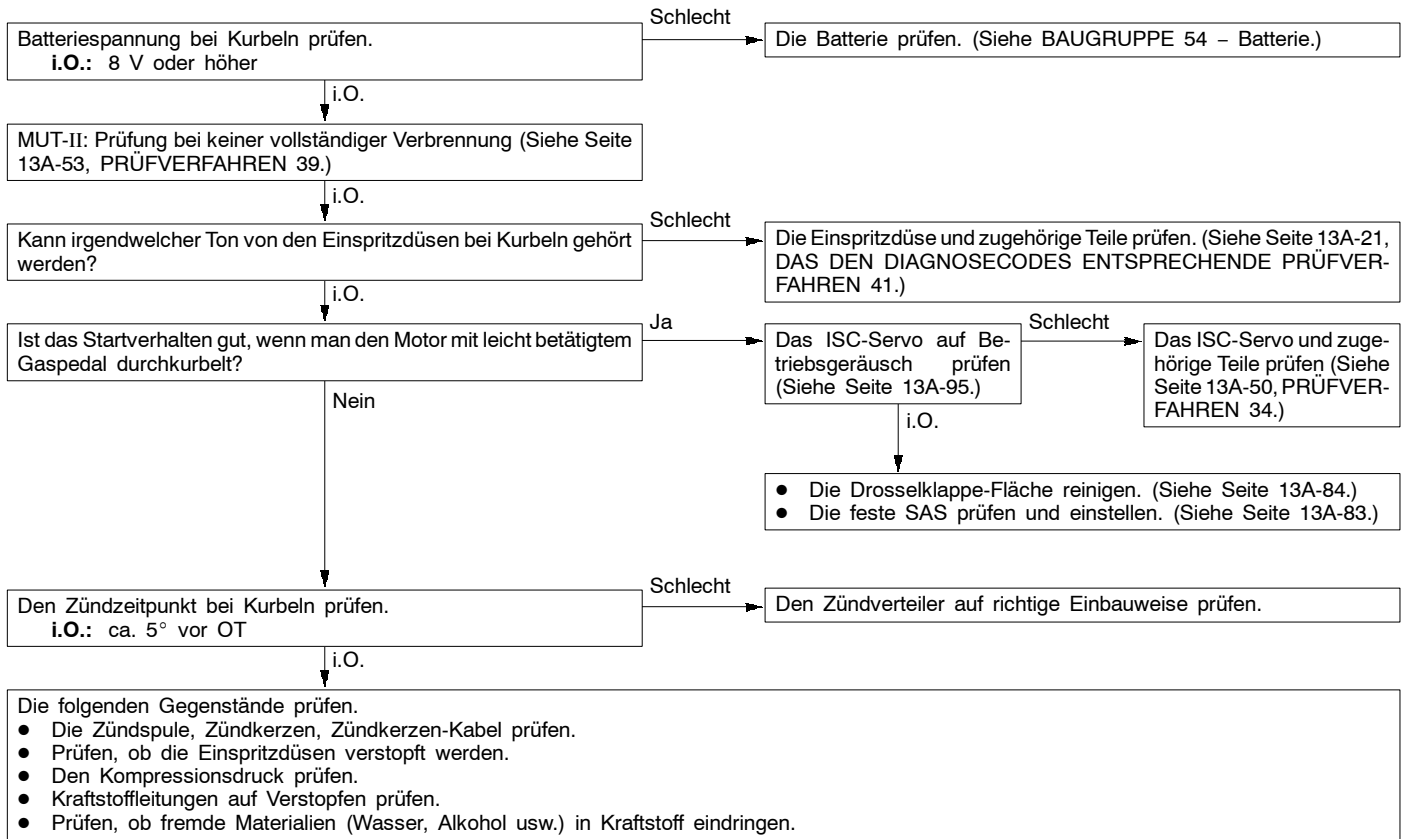 Batteriespannung bei Kurbeln prüfen.
i.O.: 8 V oder höher
Schlecht
Die Batterie prüfen. (Siehe BAUGRUPPE 54 – Batterie.)
i.O.
MUT-II: Prüfung bei keiner vollständiger Verbrennung (Siehe Seite
13A-53, PRÜFVERFAHREN 39.)
i.O.
Kann irgendwelcher Ton von den Einspritzdüsen bei Kurbeln gehört
werden?
Schlecht
Die Einspritzdüse und zugehörige Teile prüfen. (Siehe Seite 13A-21,
DAS DEN DIAGNOSECODES ENTSPRECHENDE PRÜFVER-
FAHREN 41.)
i.O.
Ist das Startverhalten gut, wenn man den Motor mit leicht betätigtem
Gaspedal durchkurbelt?
Ja
Das ISC-Servo auf Be-
triebsgeräusch prüfen
(Siehe Seite 13A-95.)
Schlecht
Das ISC-Servo und zuge-
hörige Teile prüfen (Siehe
Seite 13A-50, PRÜFVER-
FAHREN 34.)
Nein
i.O.
● Die Drosselklappe-Fläche reinigen. (Siehe Seite 13A-84.)
● Die feste SAS prüfen und einstellen. (Siehe Seite 13A-83.)
Den Zündzeitpunkt bei Kurbeln prüfen.
i.O.: ca. 5° vor OT
Schlecht
Den Zündverteiler auf richtige Einbauweise prüfen.
i.O.
Die folgenden Gegenstände prüfen.
● Die Zündspule, Zündkerzen, Zündkerzen-Kabel prüfen.
● Prüfen, ob die Einspritzdüsen verstopft werden.
● Den Kompressionsdruck prüfen.
● Kraftstoffleitungen auf Verstopfen prüfen.
● Prüfen, ob fremde Materialien (Wasser, Alkohol usw.) in Kraftstoff eindringen.